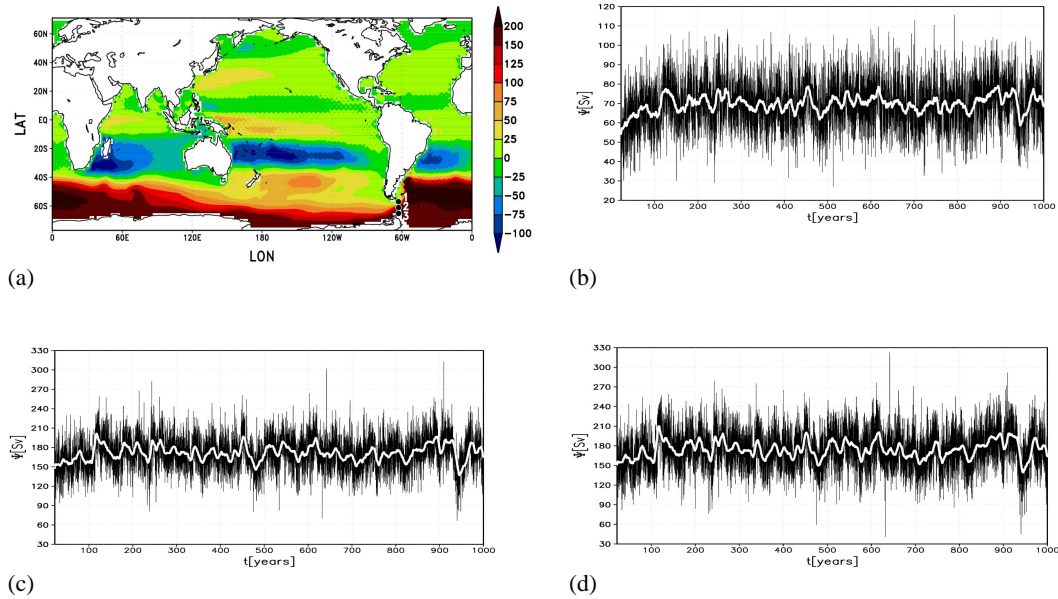 60N
40N
20N
EQ
20S
40S
60S
LAT
0 60E 120E 180 120W 60W 0
LON
200
150
100
75
50
25
0
−25
−50
−75
−100
1
2
3
(a)
120
110
100
90
80
70
60
50
40
30
20
Ψ[Sv]
100 200 300 400 500 600 700 800 900 1000
t[years]
(b)
330
300
270
240
210
180
150
120
90
60
30
Ψ[Sv]
100 200 300 400 500 600 700 800 900 1000
t[years]
(c)
330
300
270
240
210
180
150
120
90
60
30
Ψ[Sv]
100 200 300 400 500 600 700 800 900 1000
t[years]
(d)